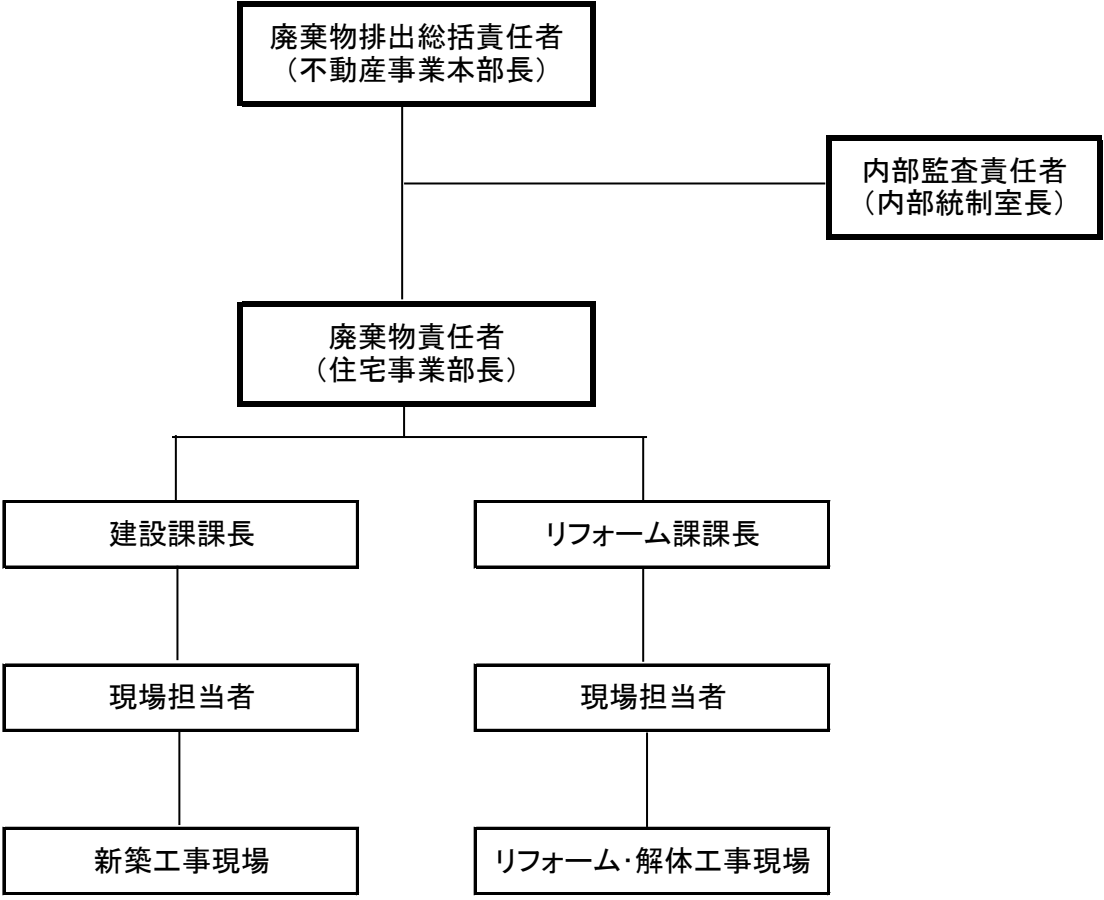 廃棄物排出総括責任者
（不動産事業本部長）
内部監査責任者
（内部統制室長）
廃棄物責任者
（住宅事業部長）
建設課課長
リフォーム課課長
現場担当者
現場担当者
新築工事現場
リフォーム・解体工事現場